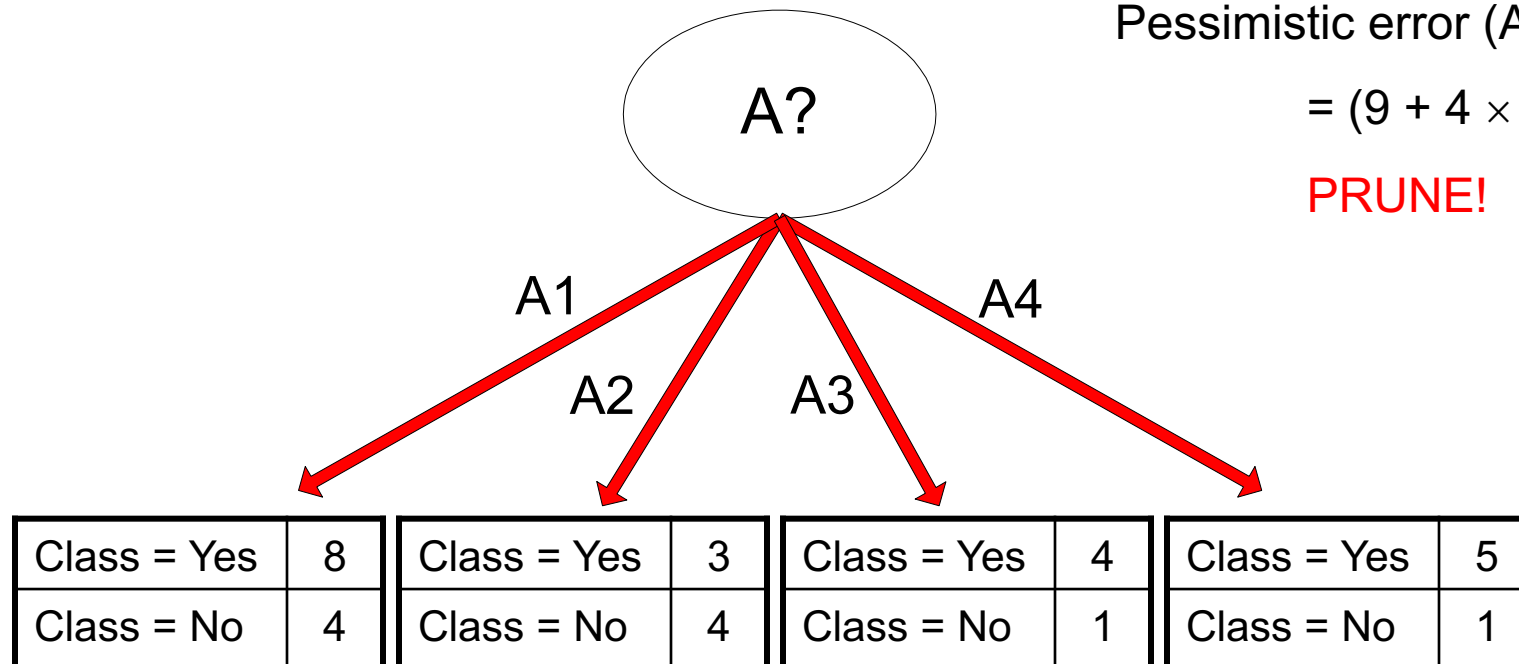 Pessimistic error (A
= (9 + 4 ×
PRUNE!
A?
A1
A4
A2
A3
Class = Yes 8 Class = Yes 3 Class = Yes 4 Class = Yes 5
Class = No 4 Class = No 4 Class = No 1 Class = No 1